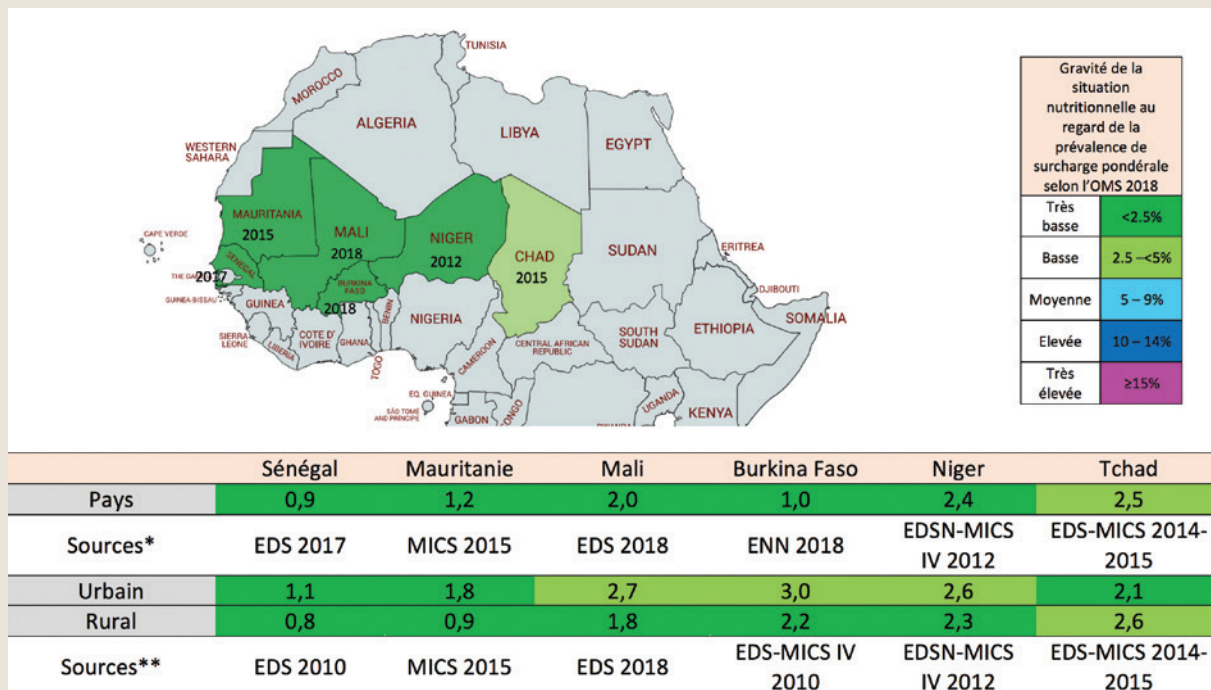 TUNISIA
MOROCCO
ALGERIA
LIBYA
EGYPT
WESTERN
SAHARA
MAURITANIA
2015
MALI
2018
NIGER
2012
CHAD
2015
SUDAN
ERITREA
CAPE VERDE
SENEGAL
THE GA
2017
GUINEA-BISSAU
GUINEA
BURKINA
FASO
2018
BENIN
NIGERIA
DJIBOUTI
SOMALIA
ETHIOPIA
SIERRA
LEONE
LIBERIA
COTE D'
IVOIRE
GHANA
TOGO
CAMEROON
CENTRAL AFRICAN
REPUBLIC
SOUTH
SUDAN
EQ. GUINEA
SÃO TOMÉ
AND PRINCIPE
GABON
CONGO
UGANDA
KENYA
Gravité de la
situation
nutritionnelle au
regard de la
prévalence de
surcharge pondérale
selon l'OMS 2018
Très
basse
<2.5%
Basse
2.5 –<5%
Moyenne
5 – 9%
Elevée
10 – 14%
Très
élevée
≥15%
Sénégal Mauritanie Mali Burkina Faso Niger Tchad
Pays 0,9 1,2 2,0 1,0 2,4 2,5
Sources* EDS 2017 MICS 2015 EDS 2018 ENN 2018 EDSN-MICS IV 2012 EDS-MICS 2014-2015
Urbain 1,1 1,8 2,7 3,0 2,6 2,1
Rural 0,8 0,9 1,8 2,2 2,3 2,6
Sources** EDS 2010 MICS 2015 EDS 2018 EDS-MICS IV 2010 EDSN-MICS IV 2012 EDS-MICS 2014-2015